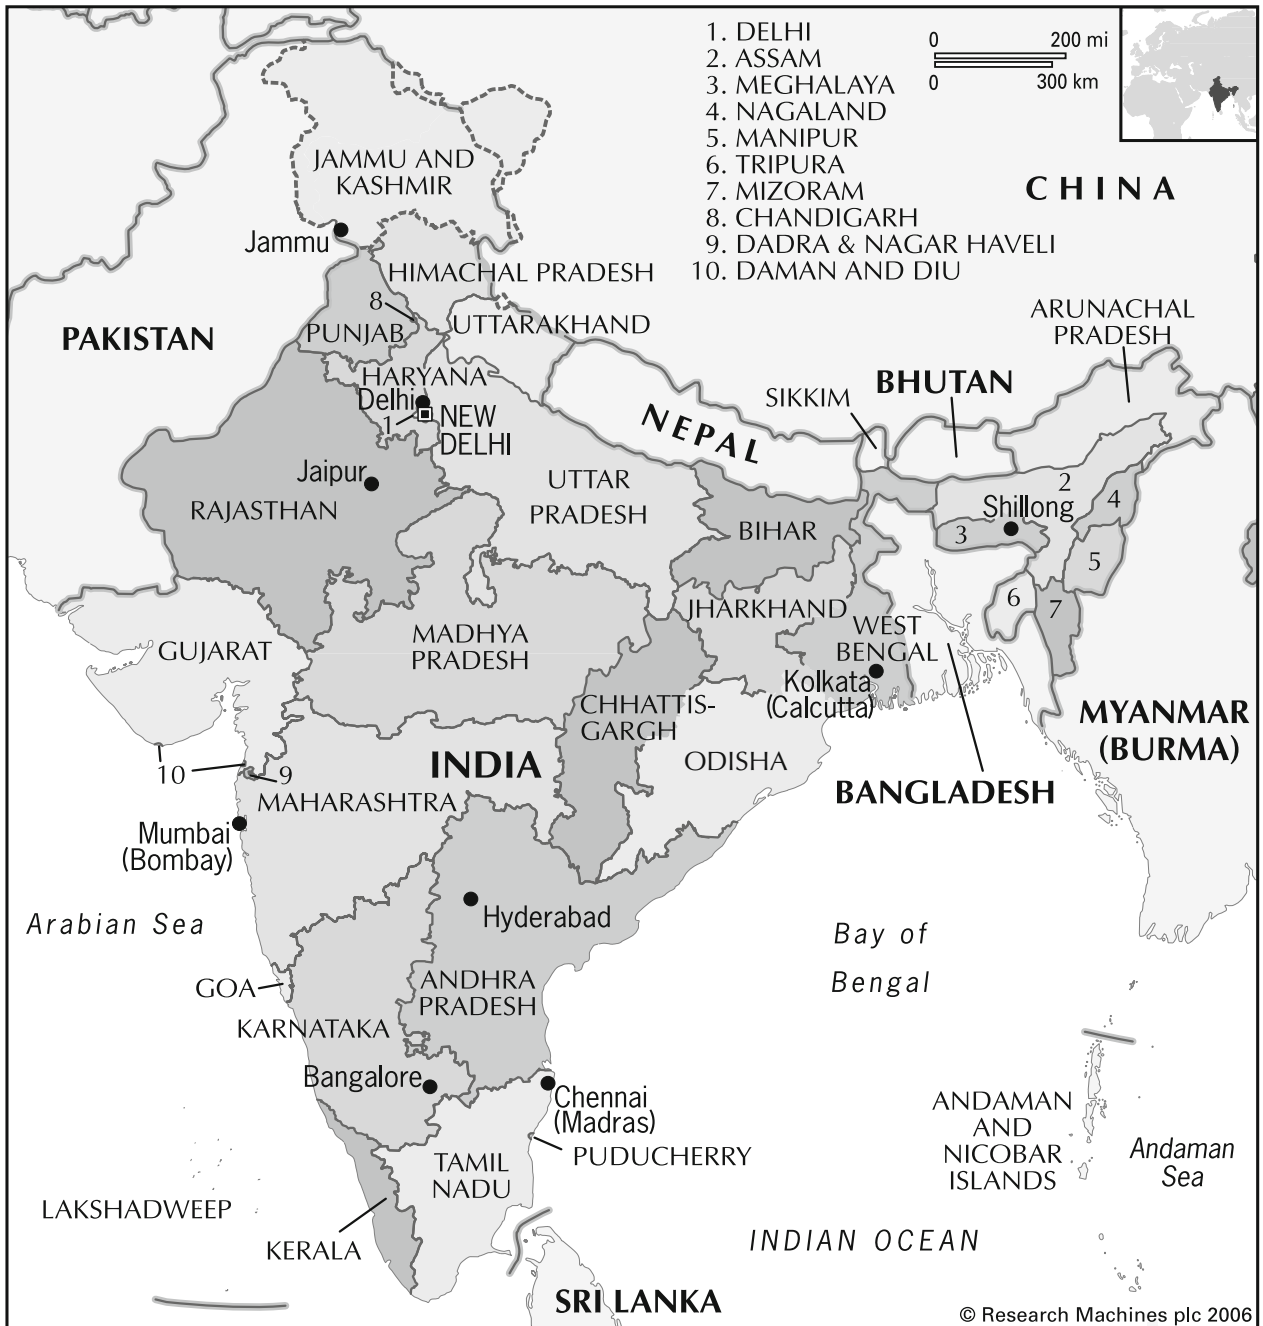 1. DELHI
2. ASSAM
3. MEGHALAYA
4. NAGALAND
5. MANIPUR
6. TRIPURA
7. MIZORAM
8. CHANDIGARH
9. DADRA & NAGAR HAVELI
10. DAMAN AND DIU
0 200 mi
0 300 km
CHINA
JAMMU AND
KASHMIR
Jammu
HIMACHAL PRADESH
8
PUNJAB
UTTARAKHAND
PAKISTAN
ARUNACHAL
PRADESH
HARYANA
Delhi
1
NEW
DELHI
NEPAL
SIKKIM
BHUTAN
Jaipur
RAJASTHAN
UTTAR
PRADESH
BIHAR
2
Shillong
3
4
5
6
7
JHARKHAND
WEST
BENGAL
Kolkata
(Calcutta)
GUJARAT
MADHYA
PRADESH
CHHATTIS-
GARGH
ODISHA
INDIA
MYANMAR
(BURMA)
BANGLADESH
10
9
MAHARASHTRA
Mumbai
(Bombay)
Arabian Sea
Hyderabad
Bay of
Bengal
GOA
ANDHRA
PRADESH
KARNATAKA
Bangalore
Chennai
(Madras)
PUDUCHERRY
TAMIL
NADU
ANDAMAN
AND
NICOBAR
ISLANDS
Andaman
Sea
LAKSHADWEEP
KERALA
INDIAN OCEAN
SRI LANKA
© Research Machines plc 2006